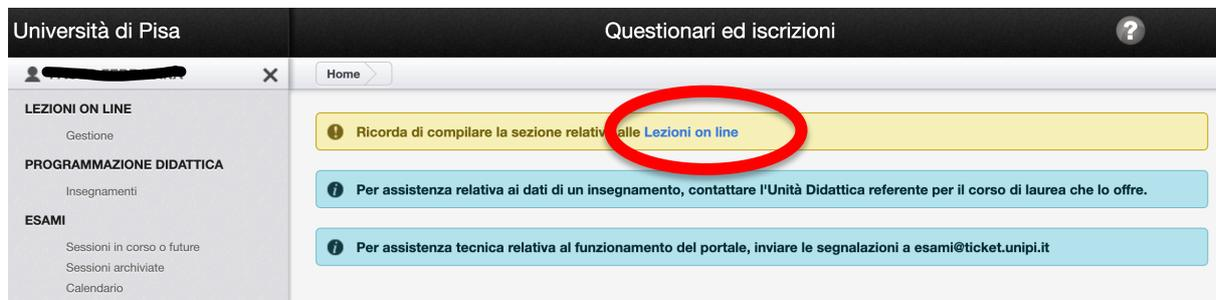 Università di Pisa
Questionari ed iscrizioni
?
Home
LEZIONI ON LINE
Gestione
PROGRAMMAZIONE DIDATTICA
Insegnamenti
ESAMI
Sessioni in corso o future
Sessioni archiviate
Calendario
Ricorda di compilare la sezione relativ alle Lezioni on line
Per assistenza relativa ai dati di un insegnamento, contattare l'Unità Didattica referente per il corso di laurea che lo offre.
Per assistenza tecnica relativa al funzionamento del portale, inviare le segnalazioni a esami@ticket.unipi.it